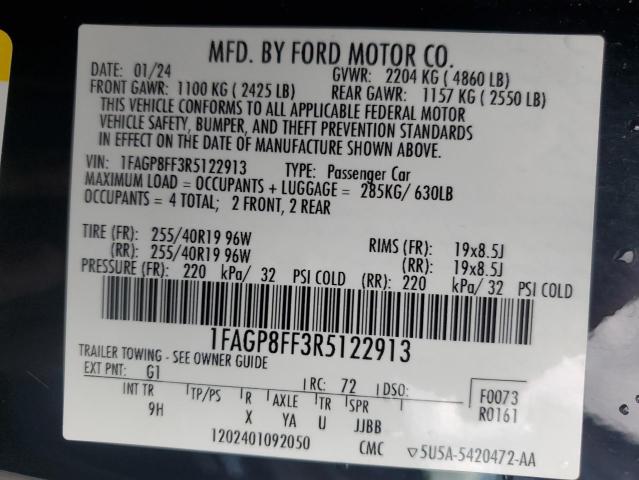 MFD. BY FORD MOTOR CO.
DATE: 01/24 GVWR: 2204 KG ( 4860 LB)
FRONT GAWR: 1100 KG ( 2425 LB) REAR GAWR: 1157 KG ( 2550 LB)
THIS VEHICLE CONFORMS TO ALL APPLICABLE FEDERAL MOTOR
VEHICLE SAFETY, BUMPER, AND THEFT PREVENTION STANDARDS
IN EFFECT ON THE DATE OF MANUFACTURE SHOWN ABOVE.
VIN: 1FAGP8FF3R5122913 TYPE: Passenger Car
MAXIMUM LOAD = OCCUPANTS + LUGGAGE = 285KG/ 630LB
OCCUPANTS = 4 TOTAL; 2 FRONT, 2 REAR
TIRE (FR): 255/40R19 96W RIMS (FR): 19x8.5J
(RR): 255/40R19 96W (RR): 19x8.5J
PRESSURE (FR): 220 kPa/ 32 PSI COLD (RR): 220 kPa/ 32 PSI COLD
1FAGP8FF3R5122913
TRAILER TOWING - SEE OWNER GUIDE
EXT PNT: G1 RC: 72 DSO: F0073
INT TR TP/PS R AXLE TR SPR R0161
9H X YA U JJBB
1202401092050 CMC ▽5U5A-5420472-AA